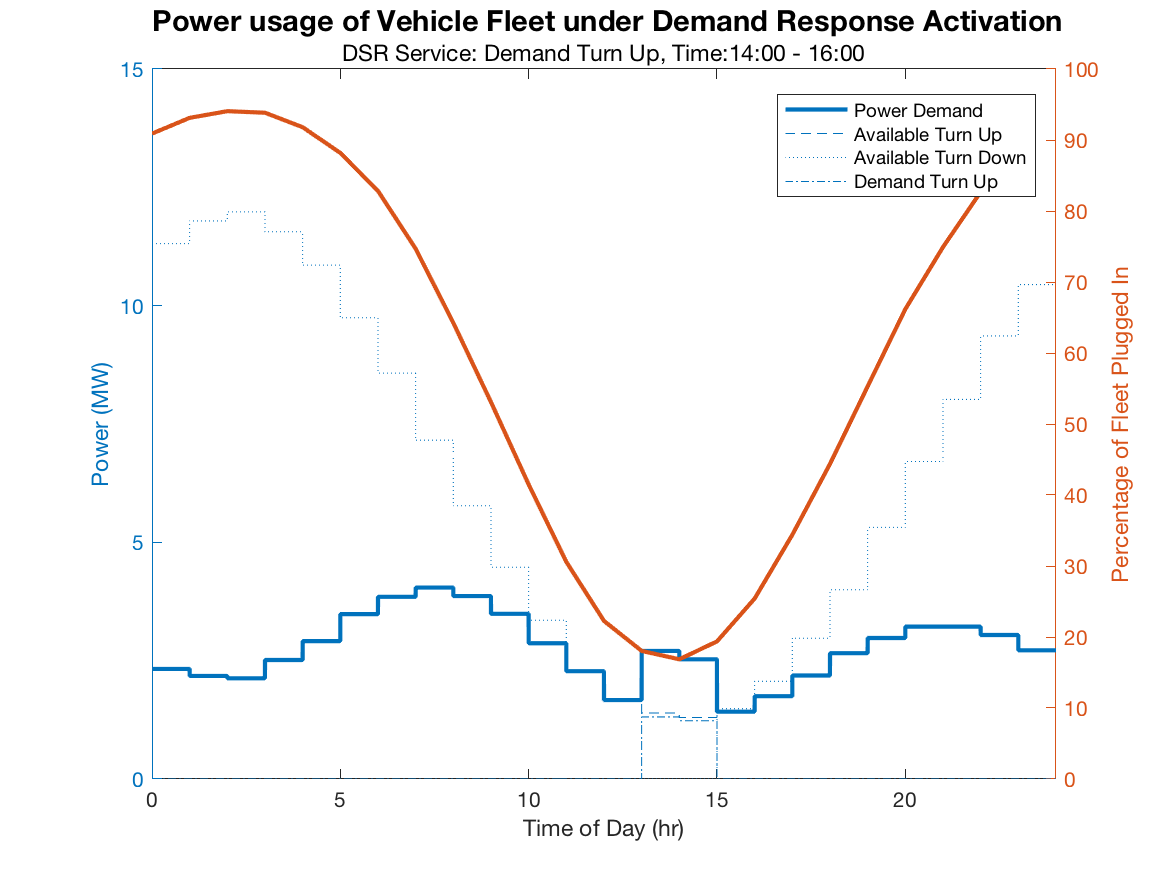 Power usage of Vehicle Fleet under Demand Response Activation
DSR Service: Demand Turn Up, Time:14:00 - 16:00
Power Demand
Available Turn Up
Available Turn Down
Demand Turn Up
Power (MW)
15
10
5
0
Percentage of Fleet Plugged In
100
90
80
70
60
50
40
30
20
10
0
0
5
10
15
20
Time of Day (hr)